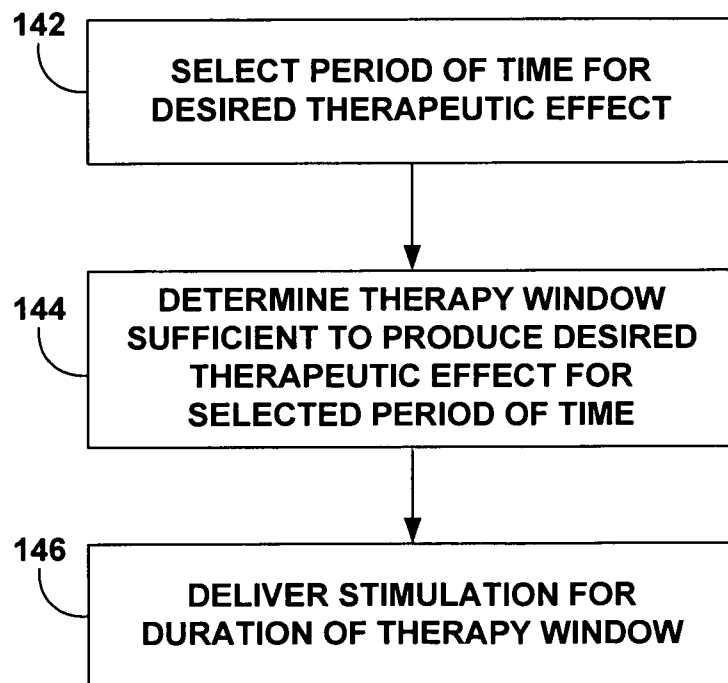 142
SELECT PERIOD OF TIME FOR
DESIRED THERAPEUTIC EFFECT
144
DETERMINE THERAPY WINDOW
SUFFICIENT TO PRODUCE DESIRED
THERAPEUTIC EFFECT FOR
SELECTED PERIOD OF TIME
146
DELIVER STIMULATION FOR
DURATION OF THERAPY WINDOW